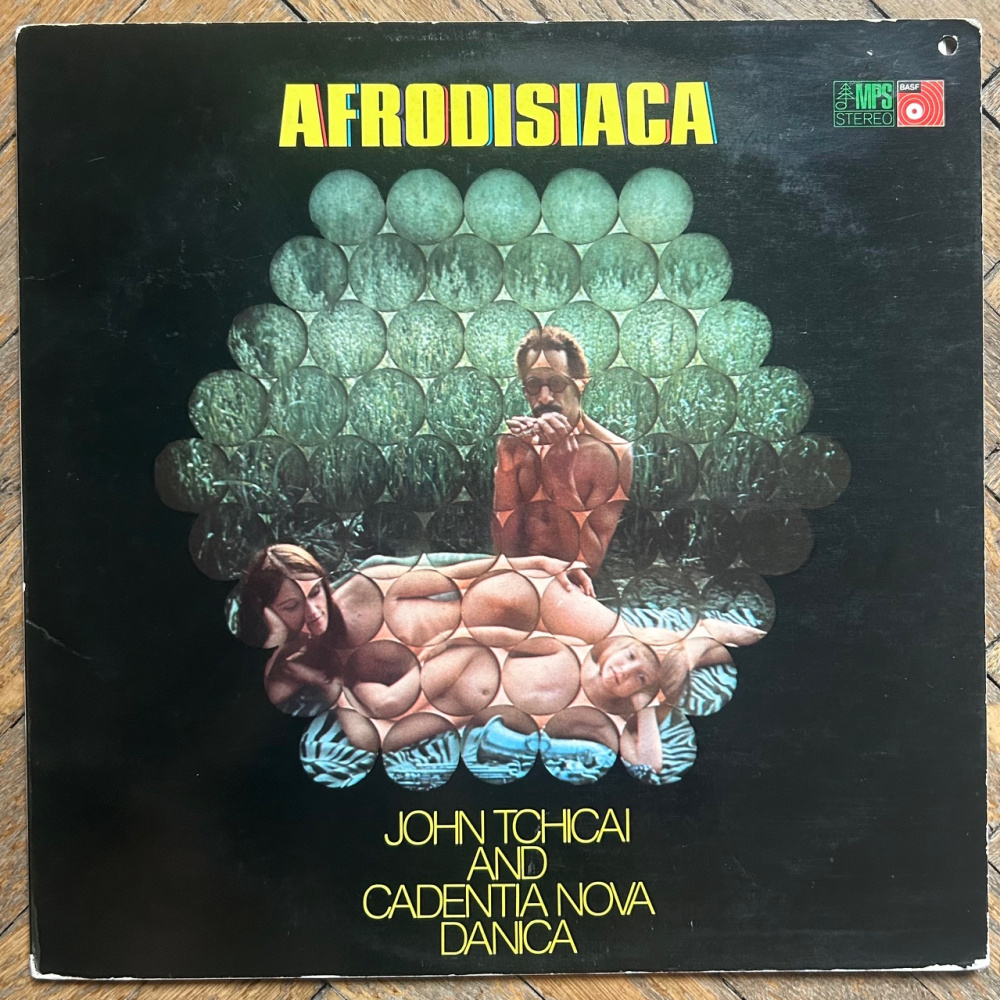 AFRODISIACA
MPS
STEREO
BASF
JOHN TCHICAI
AND
CADENTIA NOVA
DANICA